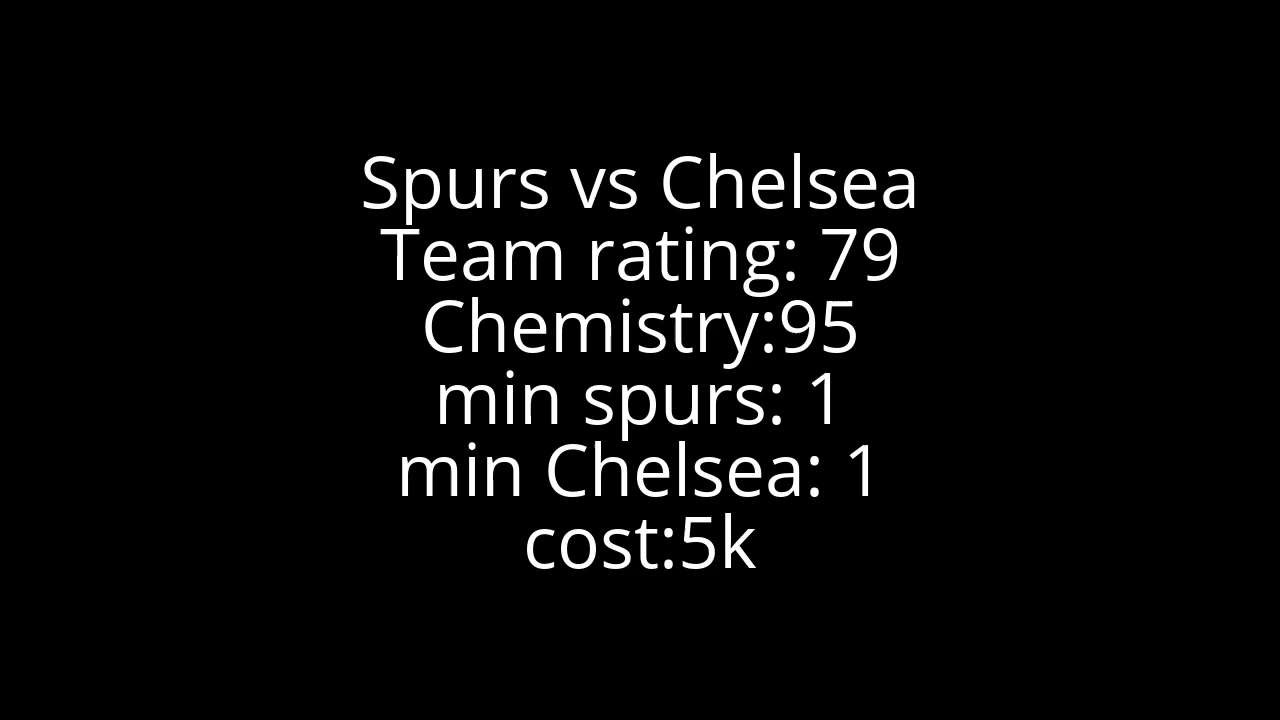 Spurs vs Chelsea
Team rating: 79
Chemistry:95
min spurs: 1
min Chelsea: 1
cost:5k